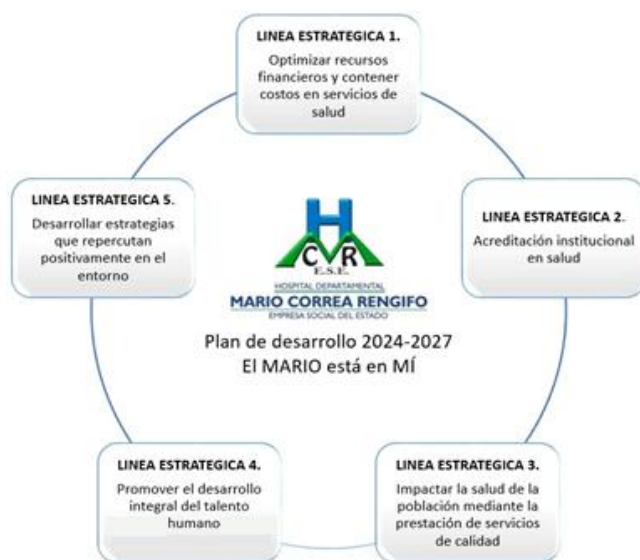 LINEA ESTRATEGICA 1.
Optimizar recursos
financieros y contener
costos en servicios de
salud
LINEA ESTRATEGICA 5.
Desarrollar estrategias
que repercutan
positivamente en el
entorno
LINEA ESTRATEGICA 2.
Acreditación institucional
en salud
H
CMR
E.S.E.
HOSPITAL DEPARTAMENTAL
MARIO CORREA RENGIFO
EMPRESA SOCIAL DEL ESTADO
Plan de desarrollo 2024-2027
El MARIO está en MÍ
LINEA ESTRATEGICA 4.
Promover el desarrollo
integral del talento
humano
LINEA ESTRATEGICA 3.
Impactar la salud de la
población mediante la
prestación de servicios
de calidad